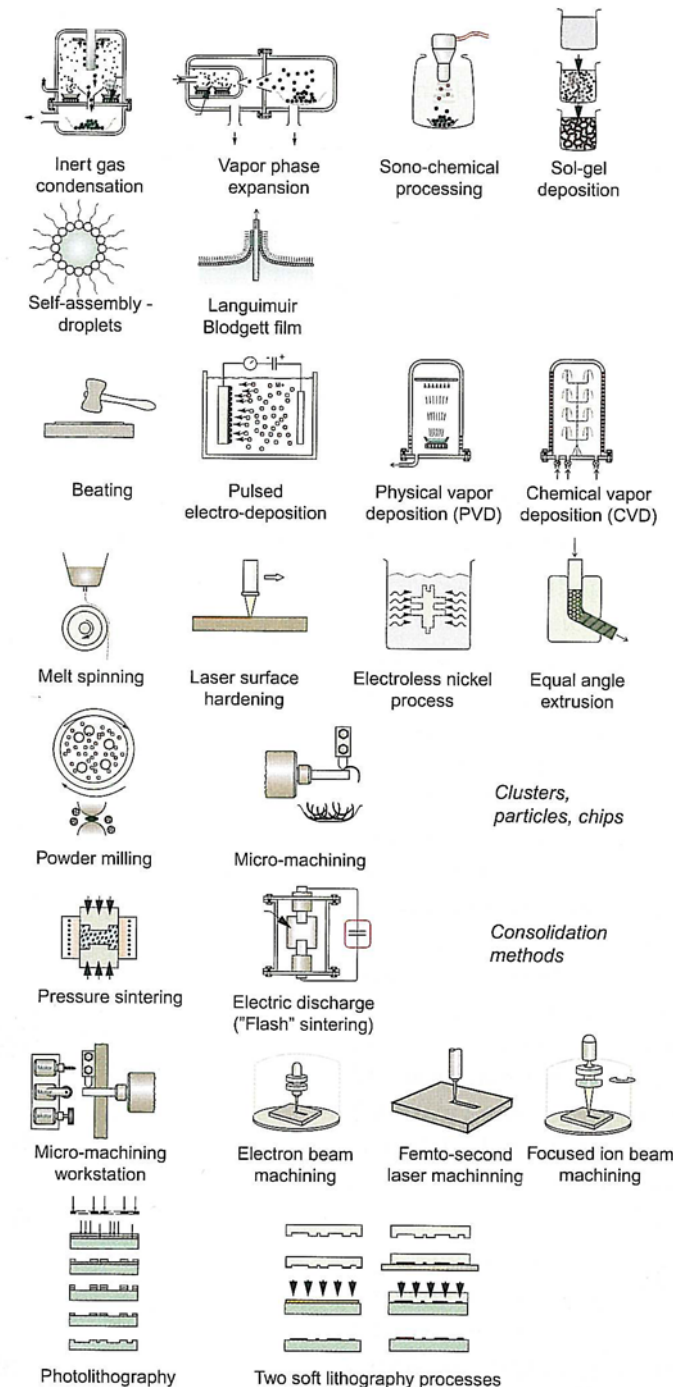 Inert gas
condensation
Vapor phase
expansion
Sono-chemical
processing
Sol-gel
deposition
Self-assembly -
droplets
Languimuir
Blodgett film
Beating
M+
Pulsed
electro-deposition
Physical vapor
deposition (PVD)
Chemical vapor
deposition (CVD)
Melt spinning
Laser surface
hardening
Electroless nickel
process
Equal angle
extrusion
Powder milling
Micro-machining
Clusters,
particles, chips
Pressure sintering
Electric discharge
("Flash" sintering)
Consolidation
methods
Motor
Motor
Motor
Micro-machining
workstation
Electron beam
machining
Femto-second
laser machinning
Focused ion beam
machining
Photolithography
Two soft lithography processes